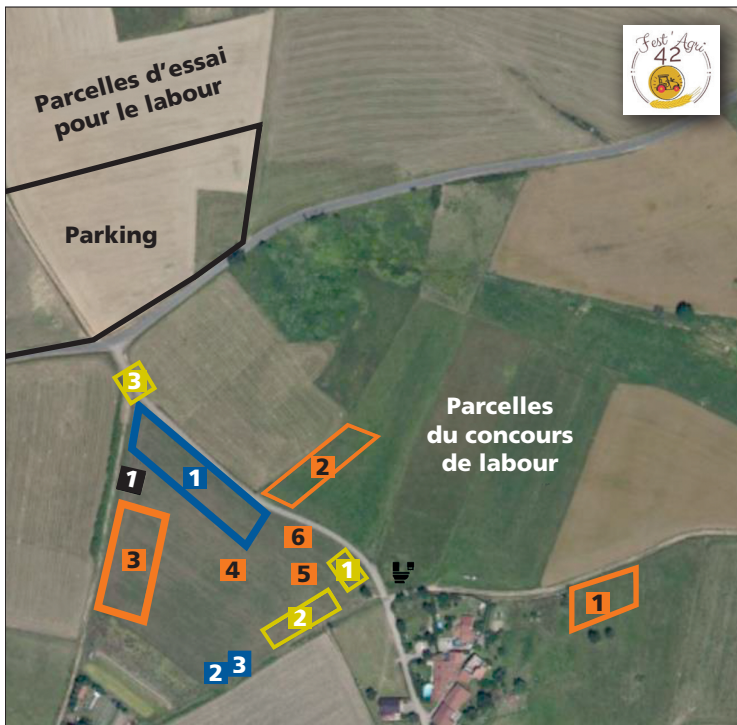 Fest'Agri
42
Parcelles d'essai
pour le labour
Parking
3
Parcelles
du concours
de labour
1
2
1
6
3
4
5
1
2
1
2
3